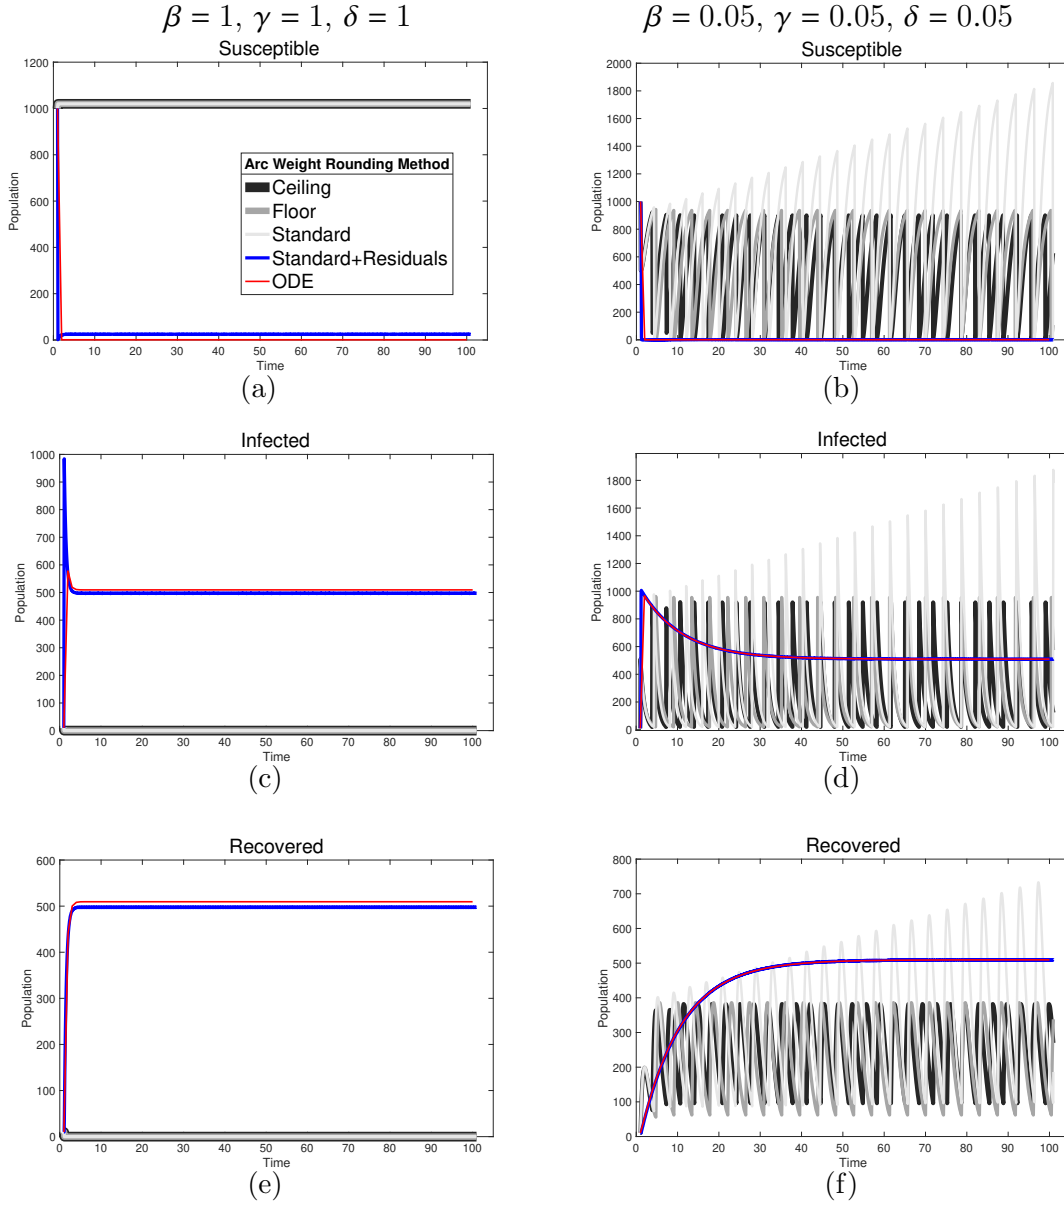 β = 1, γ = 1, δ = 1
β = 0.05, γ = 0.05, δ = 0.05
Susceptible
1200
1000
800
600
400
200
0
Population
0 10 20 30 40 50 60 70 80 90 100
Time
Arc Weight Rounding Method
Ceiling
Floor
Standard
Standard+Residuals
ODE
(a)
Susceptible
2000
1800
1600
1400
1200
1000
800
600
400
200
0
Population
0 10 20 30 40 50 60 70 80 90 100
Time
(b)
Infected
1000
900
800
700
600
500
400
300
200
100
0
Population
0 10 20 30 40 50 60 70 80 90 100
Time
(c)
Infected
1800
1600
1400
1200
1000
800
600
400
200
0
Population
0 10 20 30 40 50 60 70 80 90 100
Time
(d)
Recovered
600
500
400
300
200
100
0
Population
0 10 20 30 40 50 60 70 80 90 100
Time
(e)
Recovered
800
700
600
500
400
300
200
100
0
Population
0 10 20 30 40 50 60 70 80 90 100
Time
(f)